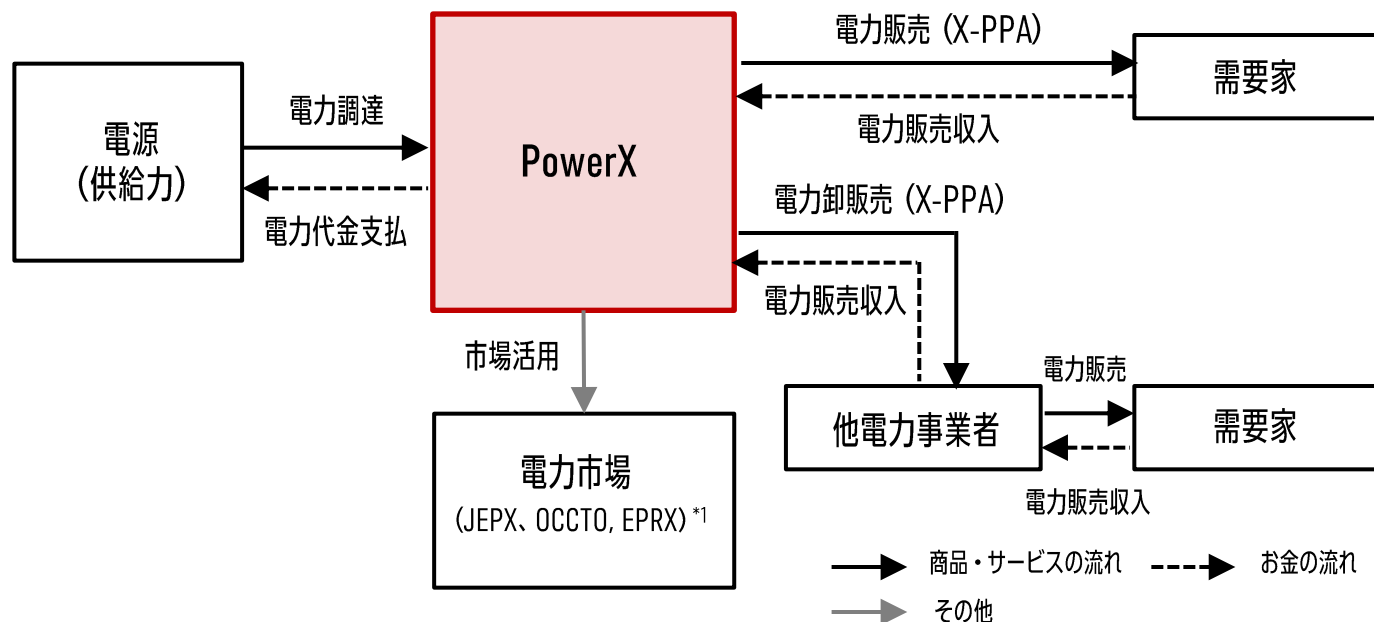 電力販売 (X-PPA)
需要家
電力販売収入
電源
(供給力)
電力調達
電力代金支払
PowerX
電力卸販売 (X-PPA)
電力販売収入
市場活用
電力市場
(JEPX、OCCTO, EPRX) *1
他電力事業者
電力販売
電力販売収入
需要家
商品・サービスの流れ
お金の流れ
その他